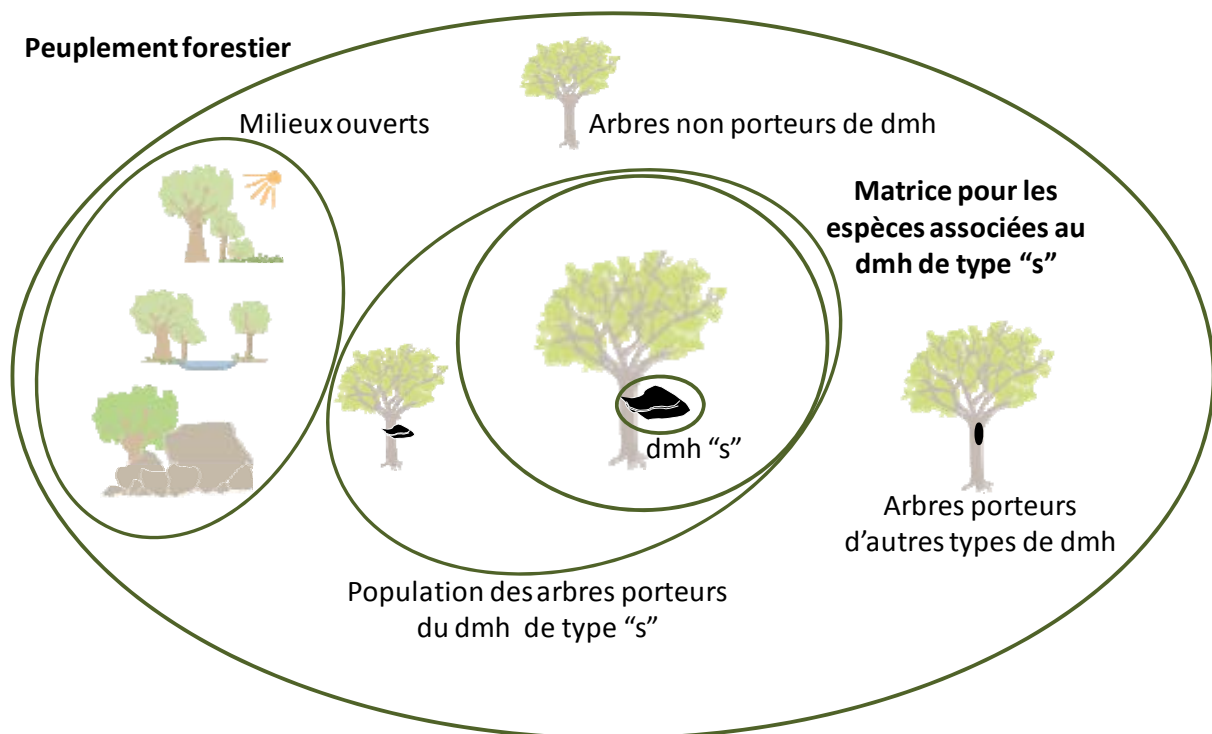 Peuplement forestier
Milieux ouverts
Arbres non porteurs de dmh
Matrice pour les
espèces associées au
dmh de type “s”
dmh “s”
Arbres porteurs
d’autres types de dmh
Population des arbres porteurs
du dmh de type “s”